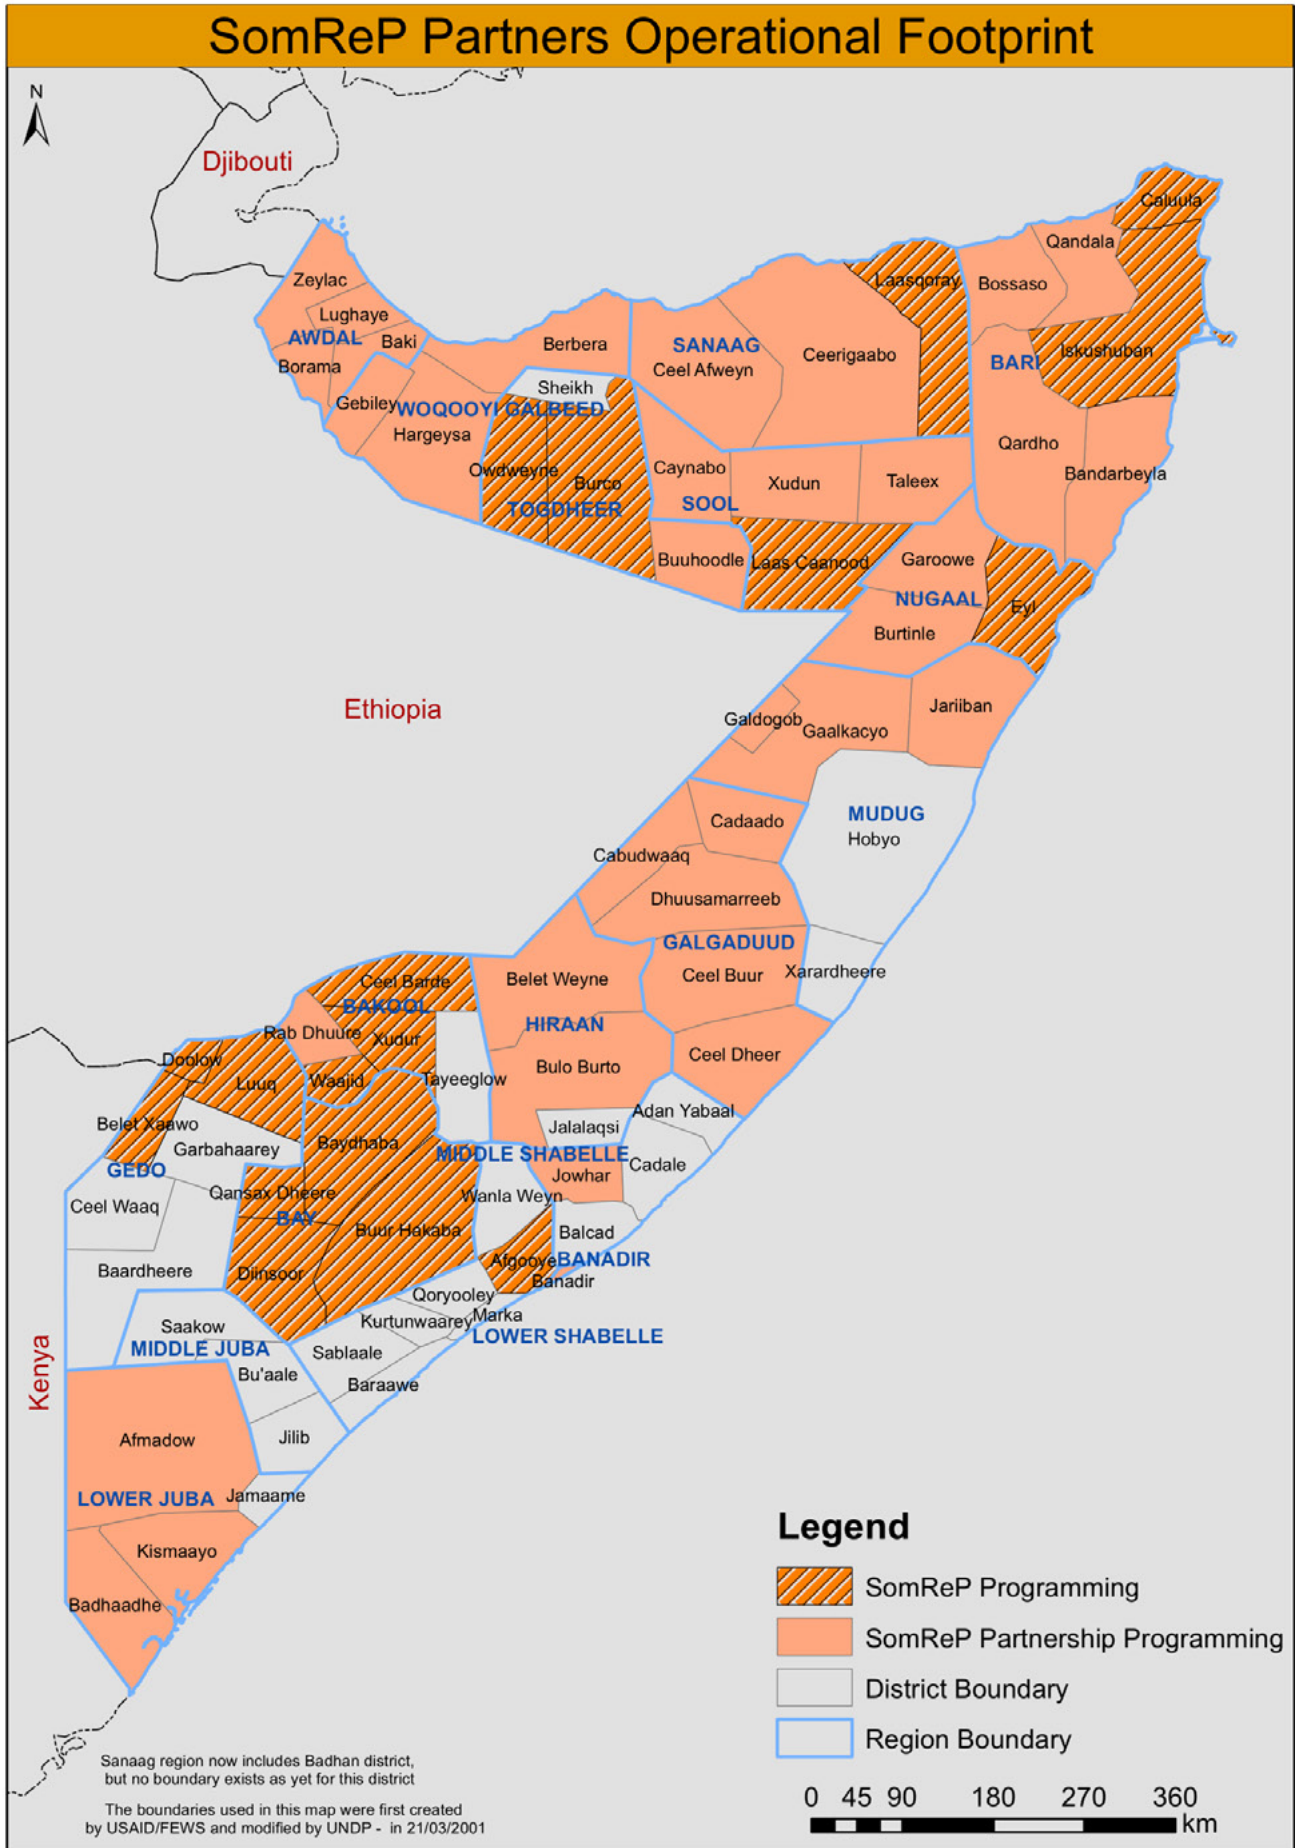 SomReP Partners Operational Footprint
N
Djibouti
Caluula
Qandala
Zeylac
Laasqoray
Bossaso
Lughaye
AWDAL
Baki
Berbera
SANAAG
Ceerigaabo
Iskushuban
BARI
Borama
Ceel Afweyn
Sheikh
Gebiley
WOQOOYI GALBEED
Hargeysa
Qardho
Owdweyne
Burco
Caynabo
Xudun
Taleex
Bandarbeyla
TOGDHEER
SOOL
Buuhoodle
Laas Caanood
Garoowe
NUGAAL
Eyl
Burtinle
Ethiopia
Jariiban
Galdogob
Gaalkacyo
MUDUG
Hobyo
Cadaado
Cabudwaaq
Dhuusamarreeb
GALGADUUD
Ceel Buur
Xarardheere
Ceel Barde
Belet Weyne
BAKOOL
HIRAAN
Rab Dhuure
Xudur
Doolow
Luuq
Waajid
Tayeeglow
Bulo Burto
Ceel Dheer
Belet Xaawo
Adan Yabaal
Jalalaqsi
Garbahaarey
Baydhaba
MIDDLE SHABELLE
GEDO
Jowhar
Cadale
Qansax Dheere
Wanla Weyn
Ceel Waaq
BAY
Buur Hakaba
Balcad
Baardheere
Diinsoor
Afgooye
BANADIR
Banadir
Qoryooley
Saakow
Kurtunwaarey
Marka
MIDDLE JUBA
Sablaale
LOWER SHABELLE
Kenya
Bu'aale
Baraawe
Afmadow
Jilib
LOWER JUBA
Jamaame
Kismaayo
Badhaadhe
Legend
SomReP Programming
SomReP Partnership Programming
District Boundary
Region Boundary
0 45 90 180 270 360
km
Sanaag region now includes Badhan district,
but no boundary exists as yet for this district
The boundaries used in this map were first created
by USAID/FEWS and modified by UNDP - in 21/03/2001